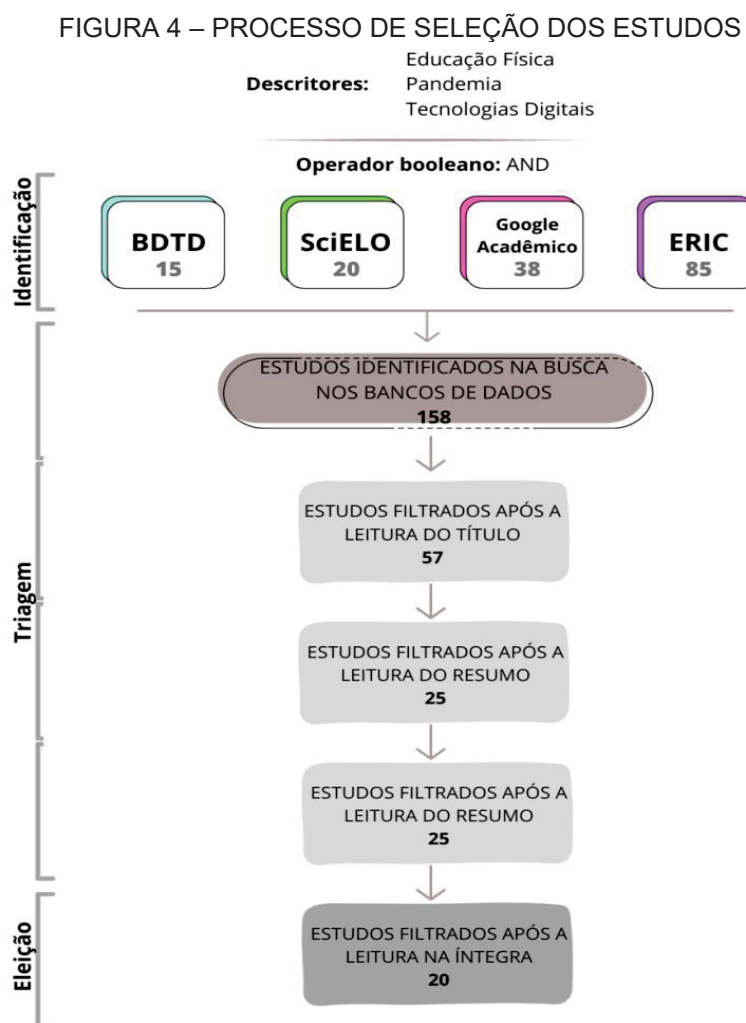 FIGURA 4 – PROCESSO DE SELEÇÃO DOS ESTUDOS
Descritores:
Educação Física
Pandemia
Tecnologias Digitais
Operador booleano: AND
Identificação
BDTD
15
SciELO
20
Google
Acadêmico
38
ERIC
85
ESTUDOS IDENTIFICADOS NA BUSCA
NOS BANCOS DE DADOS
158
Triagem
ESTUDOS FILTRADOS APÓS A
LEITURA DO TÍTULO
57
ESTUDOS FILTRADOS APÓS A
LEITURA DO RESUMO
25
ESTUDOS FILTRADOS APÓS A
LEITURA DO RESUMO
25
Eleição
ESTUDOS FILTRADOS APÓS A
LEITURA NA ÍNTEGRA
20